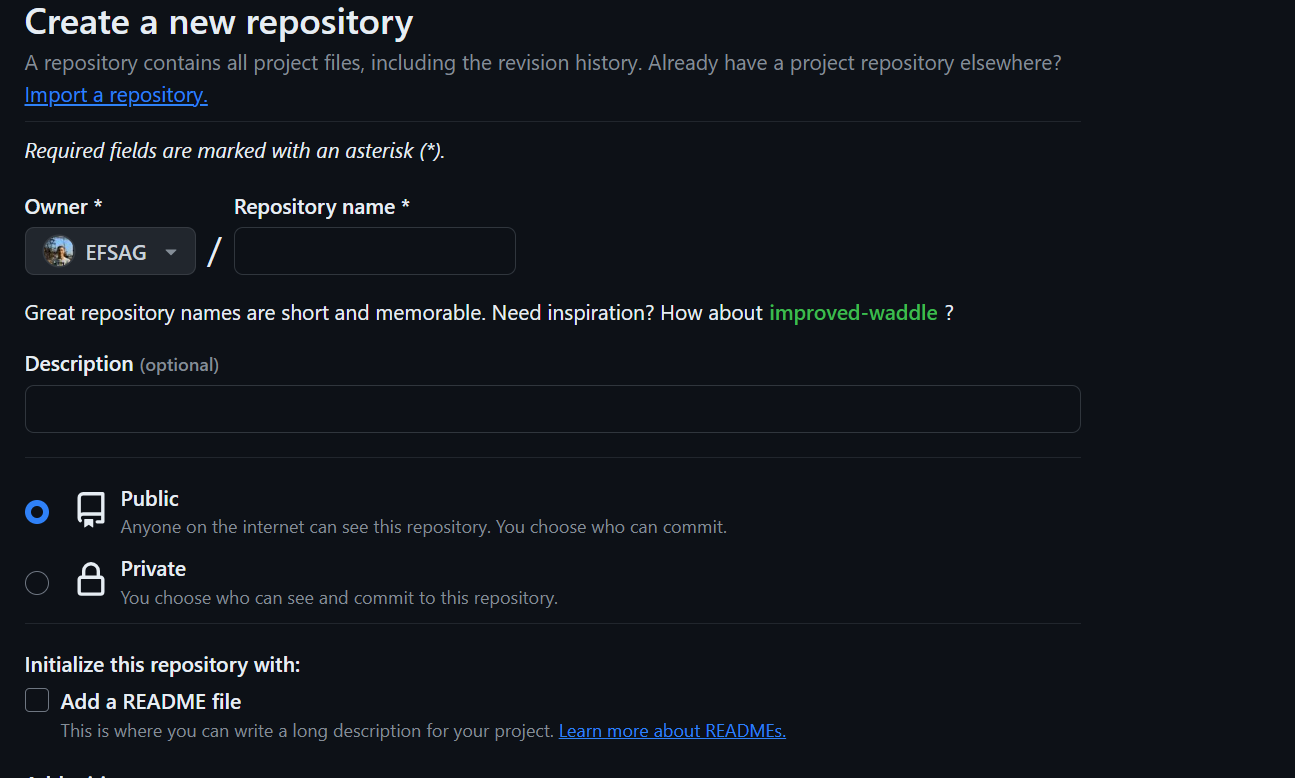 Create a new repository
A repository contains all project files, including the revision history. Already have a project repository elsewhere?
Import a repository.
Required fields are marked with an asterisk (*).
Owner * Repository name *
EFSAG /
Great repository names are short and memorable. Need inspiration? How about improved-waddle ?
Description (optional)
Public
Anyone on the internet can see this repository. You choose who can commit.
Private
You choose who can see and commit to this repository.
Initialize this repository with:
Add a README file
This is where you can write a long description for your project. Learn more about READMEs.